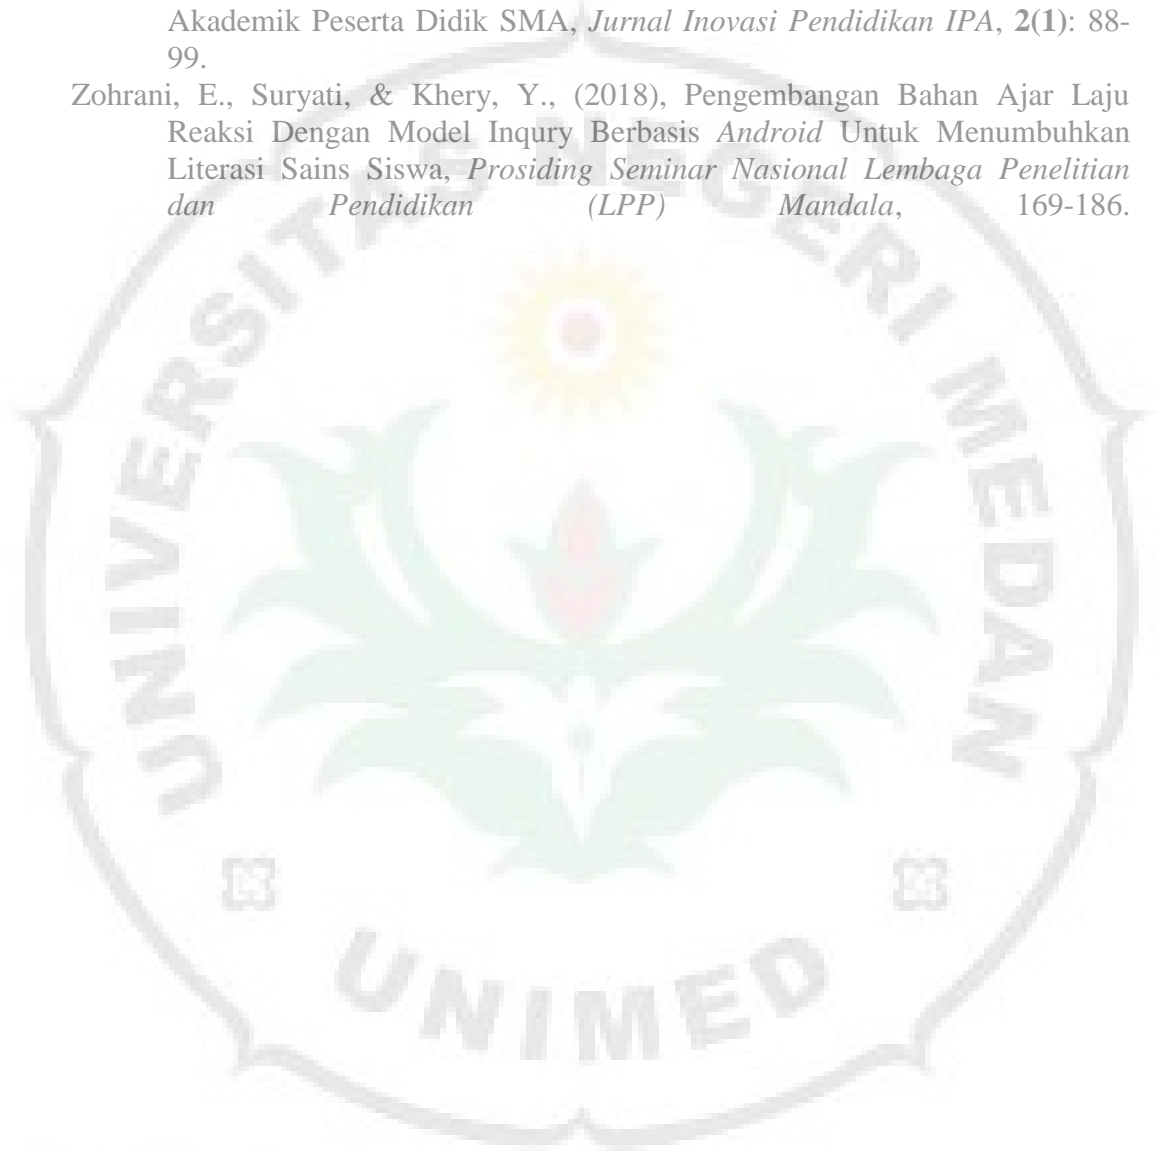 Akademik Peserta Didik SMA, Jurnal Inovasi Pendidikan IPA, 2(1): 88-
99.
Zohrani, E., Suryati, & Khery, Y., (2018), Pengembangan Bahan Ajar Laju
Reaksi Dengan Model Inqury Berbasis Android Untuk Menumbuhkan
Literasi Sains Siswa, Prosiding Seminar Nasional Lembaga Penelitian
dan Pendidikan (LPP) Mandala, 169-186.
UNIVERSITAS NEGERI MEDAN
UNIMED